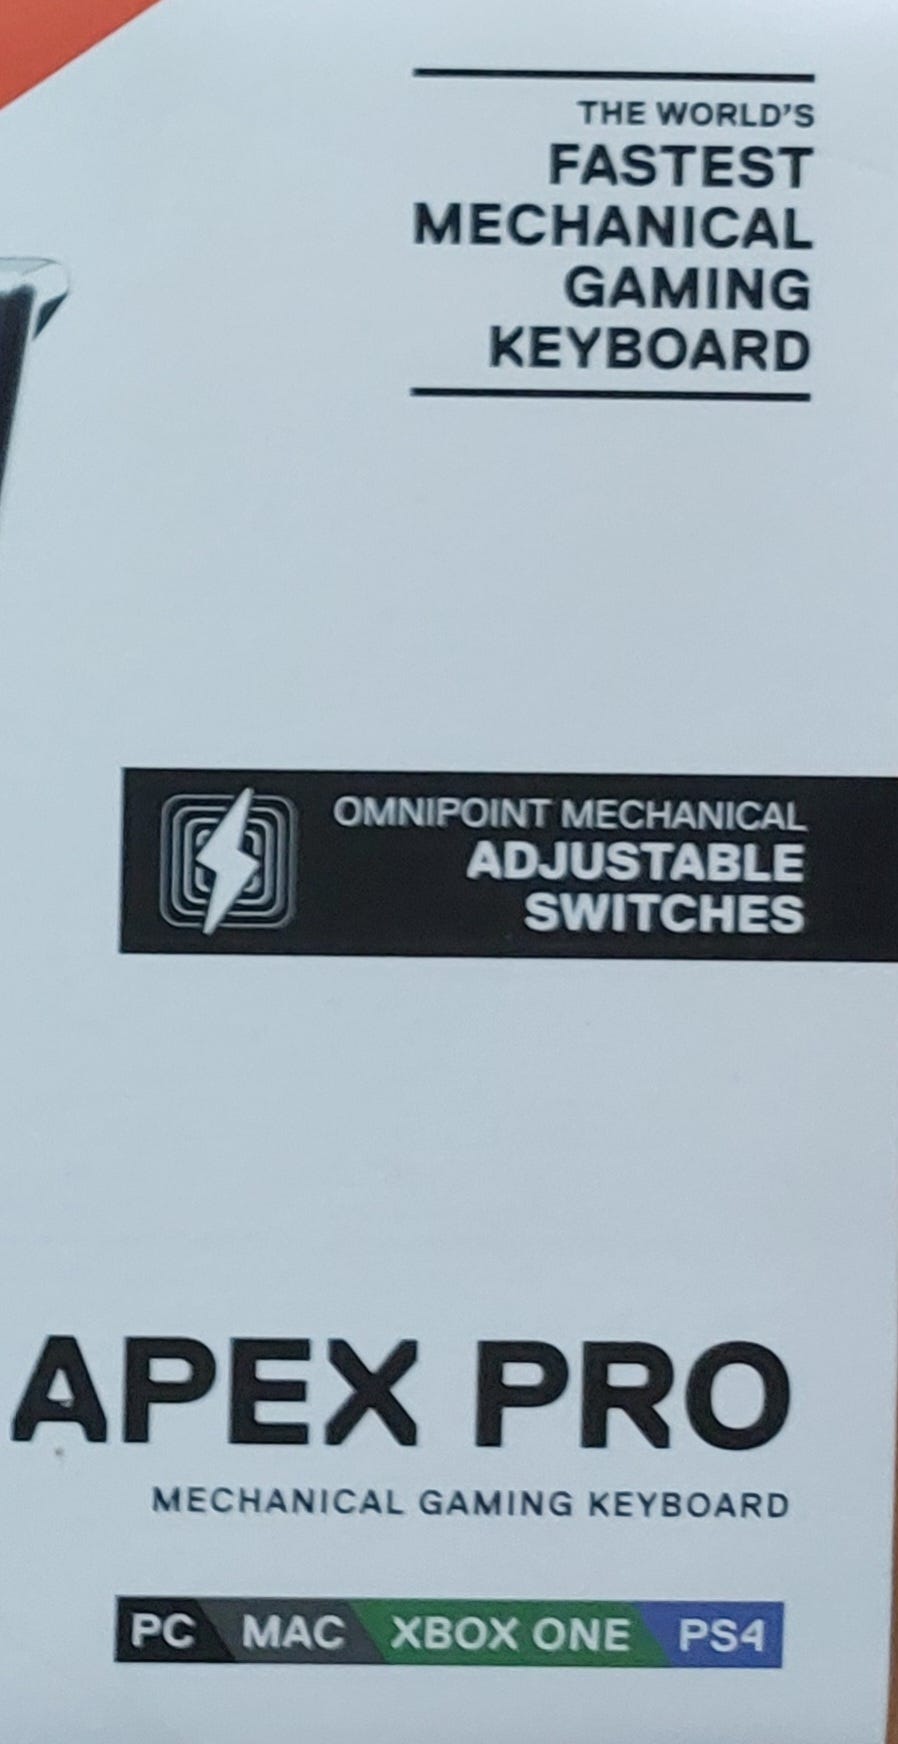 THE WORLD'S
FASTEST
MECHANICAL
GAMING
KEYBOARD
OMNIPOINT MECHANICAL
ADJUSTABLE
SWITCHES
APEX PRO
MECHANICAL GAMING KEYBOARD
PC MAC XBOX ONE PS4